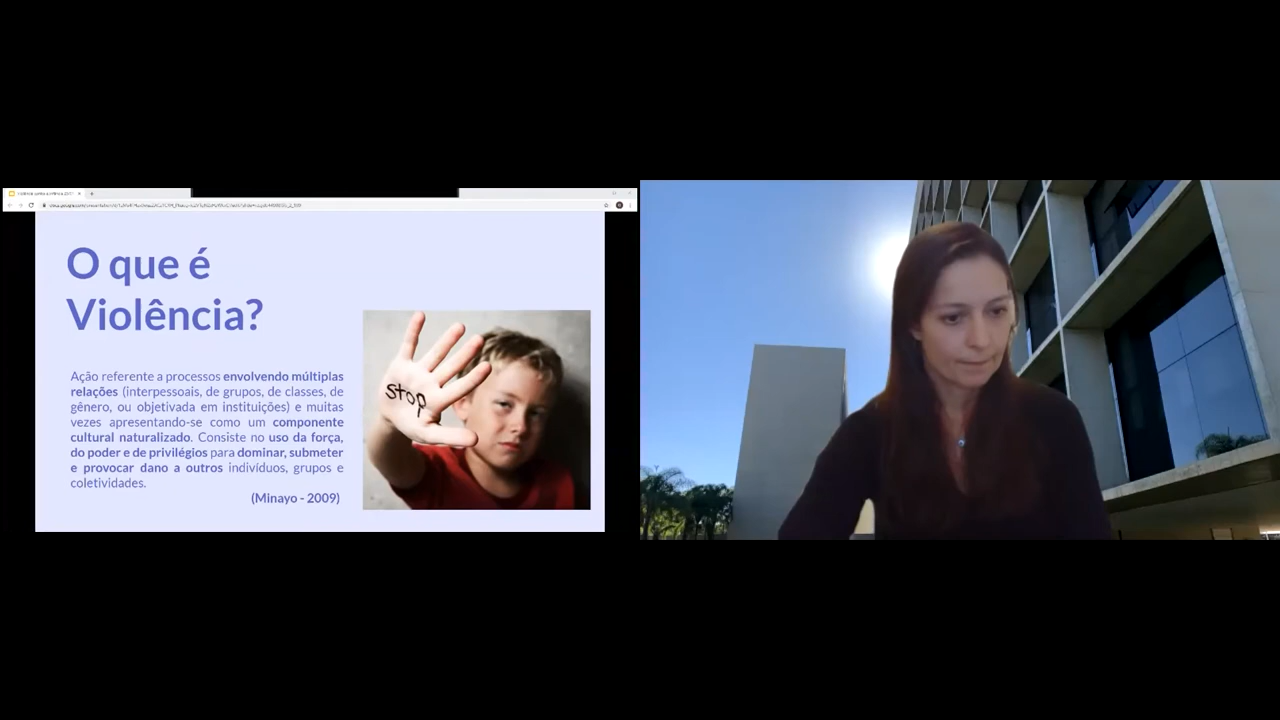 O que é
Violência?
Ação referente a processos envolvendo múltiplas
relações (interpessoais, de grupos, de classes, de
gênero, ou objetivada em instituições) e muitas
vezes apresentando-se como um componente
cultural naturalizado. Consiste no uso da força,
do poder e de privilégios para dominar, submeter
e provocar dano a outros indivíduos, grupos e
coletividades.
(Minayo - 2009)
stop